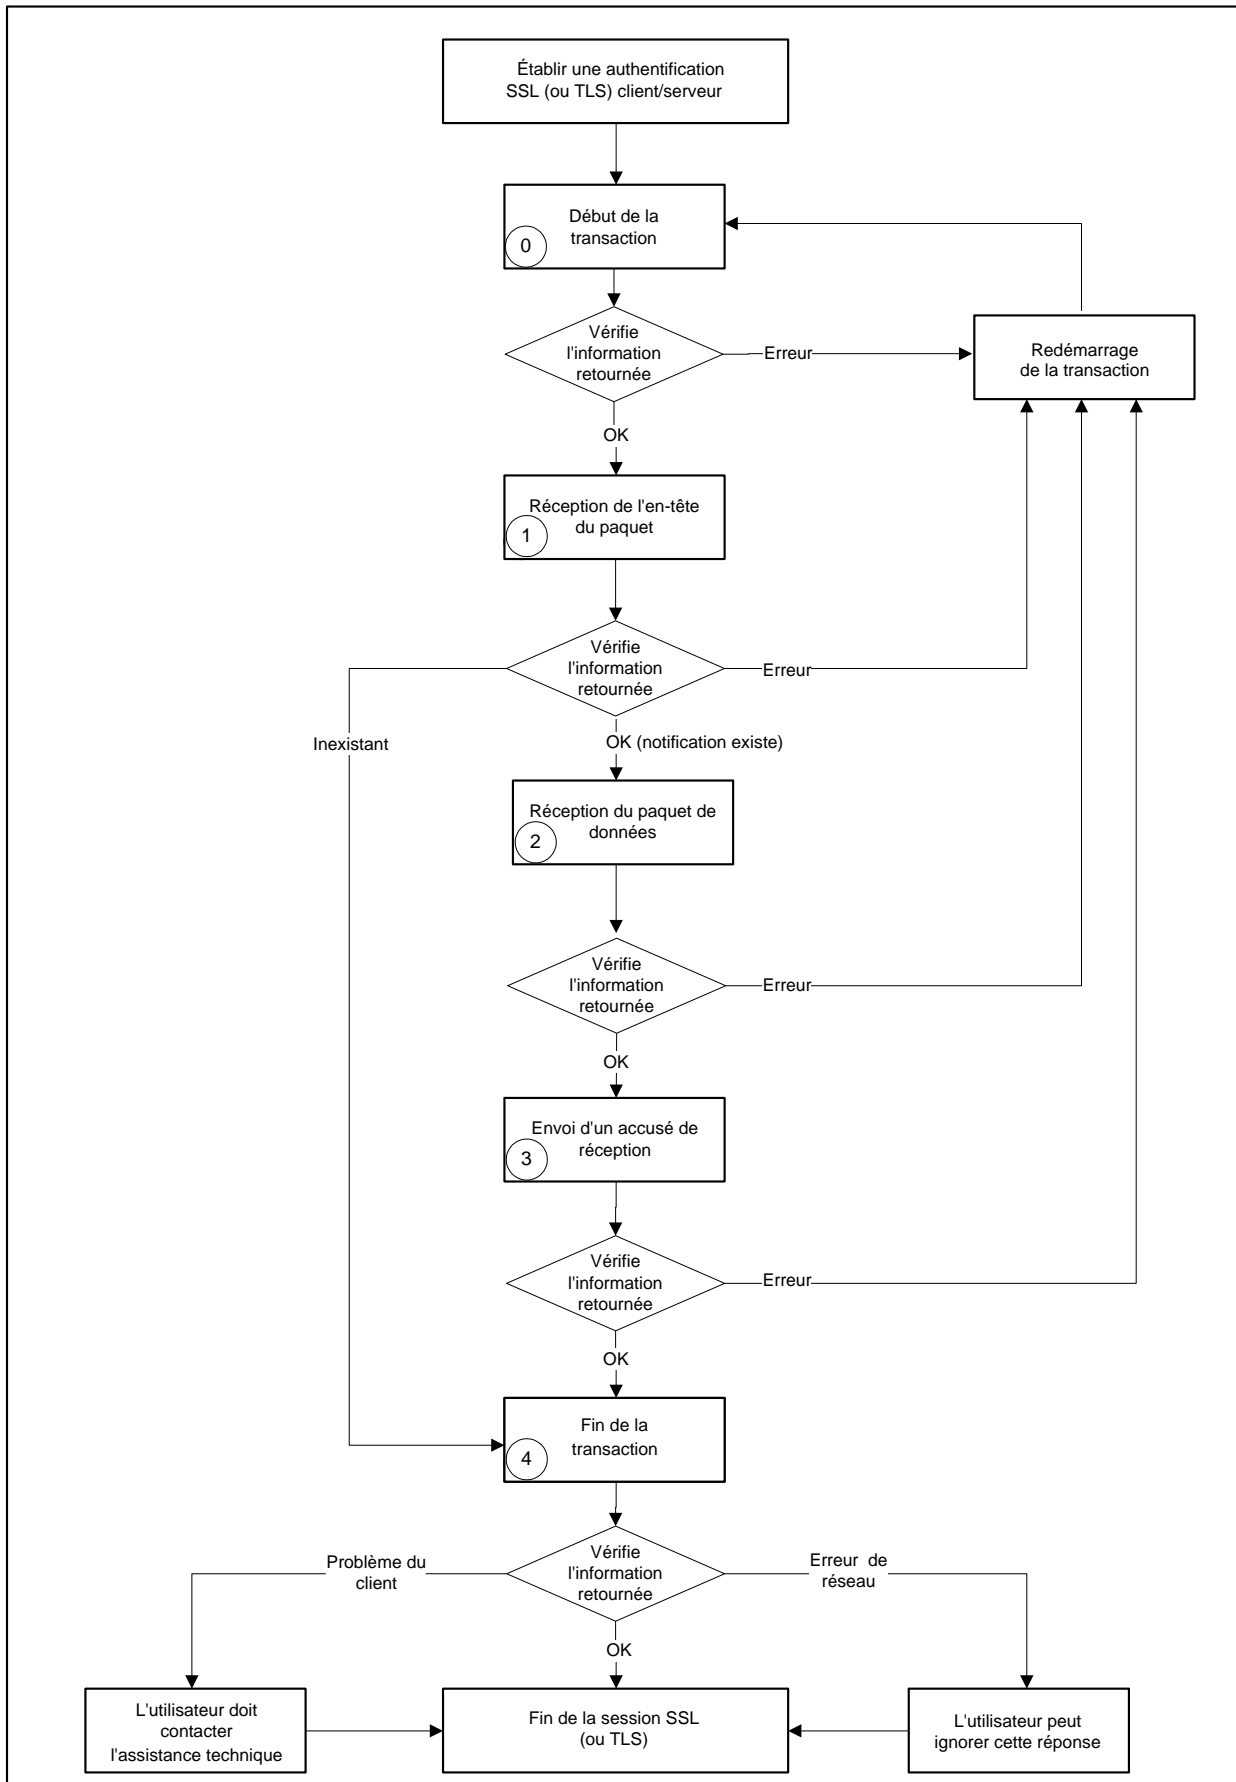 Établir une authentification
SSL (ou TLS) client/serveur
Début de la
transaction
0
Vérifie
l'information
retournée
Erreur
Redémarrage
de la transaction
OK
Réception de l'en-tête
du paquet
1
Vérifie
l'information
retournée
Erreur
Inexistant
OK (notification existe)
Réception du paquet de
données
2
Vérifie
l'information
retournée
Erreur
OK
Envoi d'un accusé de
réception
3
Vérifie
l'information
retournée
Erreur
OK
Fin de la
transaction
4
Problème du
client
Vérifie
l'information
retournée
Erreur de
réseau
OK
L'utilisateur doit
contacter
l'assistance technique
Fin de la session SSL
(ou TLS)
L'utilisateur peut
ignorer cette réponse